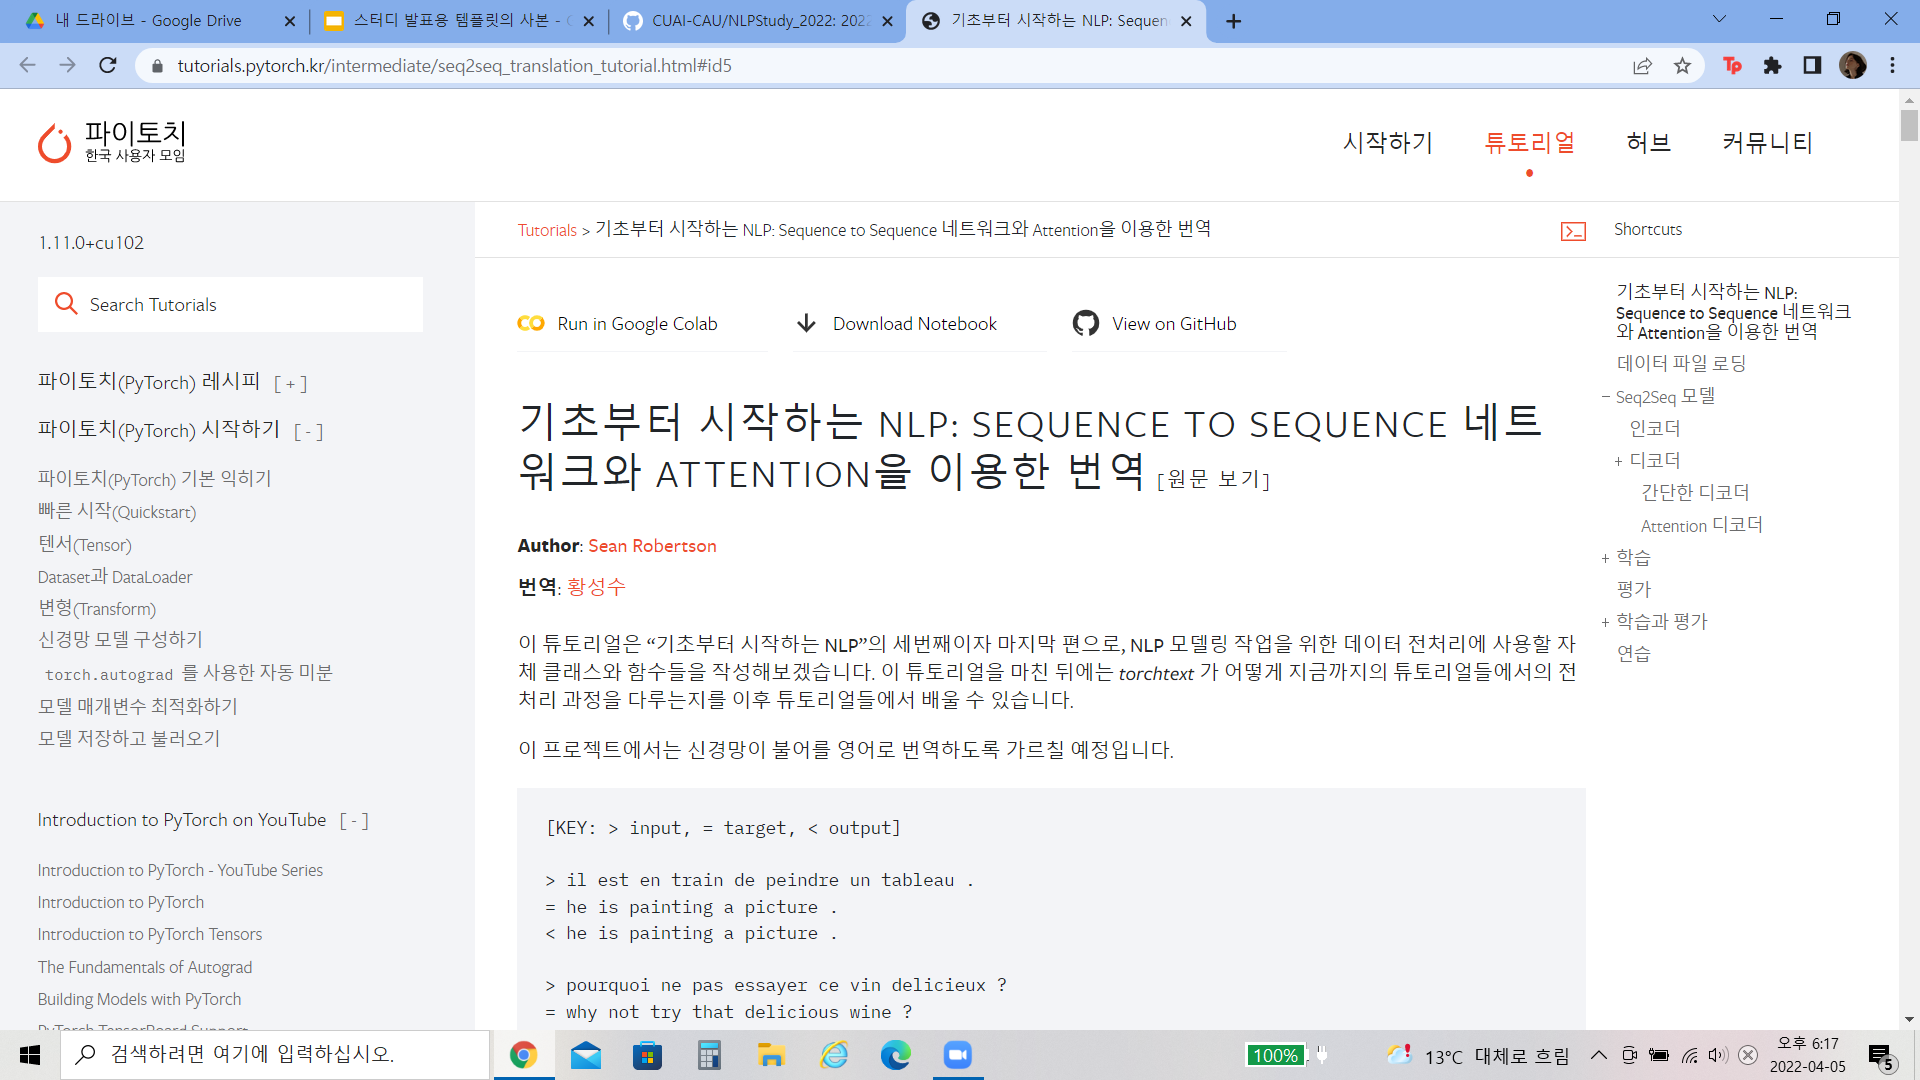 내 드라이브 - Google Drive
스터디 발표용 템플릿의 사본 -
CUAI-CAU/NLPStudy_2022: 2022
기초부터 시작하는 NLP: Sequen
tutorials.pytorch.kr/intermediate/seq2seq_translation_tutorial.html#id5
Tp
파이토치
한국 사용자 모임
시작하기
튜토리얼
허브
커뮤니티
1.11.0+cu102
Search Tutorials
파이토치(PyTorch) 레시피 [ + ]
파이토치(PyTorch) 시작하기 [ - ]
파이토치(PyTorch) 기본 익히기
빠른 시작(Quickstart)
텐서(Tensor)
Dataset과 DataLoader
변형(Transform)
신경망 모델 구성하기
torch.autograd 를 사용한 자동 미분
모델 매개변수 최적화하기
모델 저장하고 불러오기
Introduction to PyTorch on YouTube [ - ]
Introduction to PyTorch - YouTube Series
Introduction to PyTorch
Introduction to PyTorch Tensors
The Fundamentals of Autograd
Building Models with PyTorch
PyTorch TensorBoard Support
Tutorials > 기초부터 시작하는 NLP: Sequence to Sequence 네트워크와 Attention을 이용한 번역
Run in Google Colab
Download Notebook
View on GitHub
기초부터 시작하는 NLP: SEQUENCE TO SEQUENCE 네트
워크와 ATTENTION을 이용한 번역 [원문 보기]
Author: Sean Robertson
번역: 황성수
이 튜토리얼은 “기초부터 시작하는 NLP”의 세번째이자 마지막 편으로, NLP 모델링 작업을 위한 데이터 전처리에 사용할 자
체 클래스와 함수들을 작성해보겠습니다. 이 튜토리얼을 마친 뒤에는 torchtext 가 어떻게 지금까지의 튜토리얼들에서의 전
처리 과정을 다루는지를 이후 튜토리얼들에서 배울 수 있습니다.
이 프로젝트에서는 신경망이 불어를 영어로 번역하도록 가르칠 예정입니다.
[KEY: > input, = target, < output]
> il est en train de peindre un tableau .
= he is painting a picture .
< he is painting a picture .
> pourquoi ne pas essayer ce vin delicieux ?
= why not try that delicious wine ?
Shortcuts
기초부터 시작하는 NLP:
Sequence to Sequence 네트워크
와 Attention을 이용한 번역
데이터 파일 로딩
− Seq2Seq 모델
인코더
+ 디코더
간단한 디코더
Attention 디코더
+ 학습
평가
+ 학습과 평가
연습
검색하려면 여기에 입력하십시오.
100%
13°C 대체로 흐림
오후 6:17
2022-04-05
5